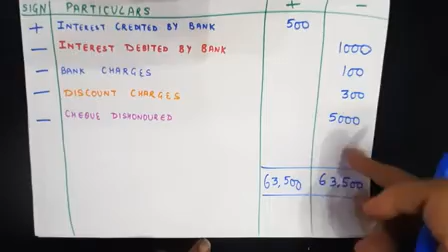 SIGN PARTICULARS + -
+ INTEREST CREDITED BY BANK 500
- INTEREST DEBITED BY BANK 1000
- BANK CHARGES 100
- DISCOUNT CHARGES 300
- CHEQUE DISHONOURED 5000
63,500 63,500